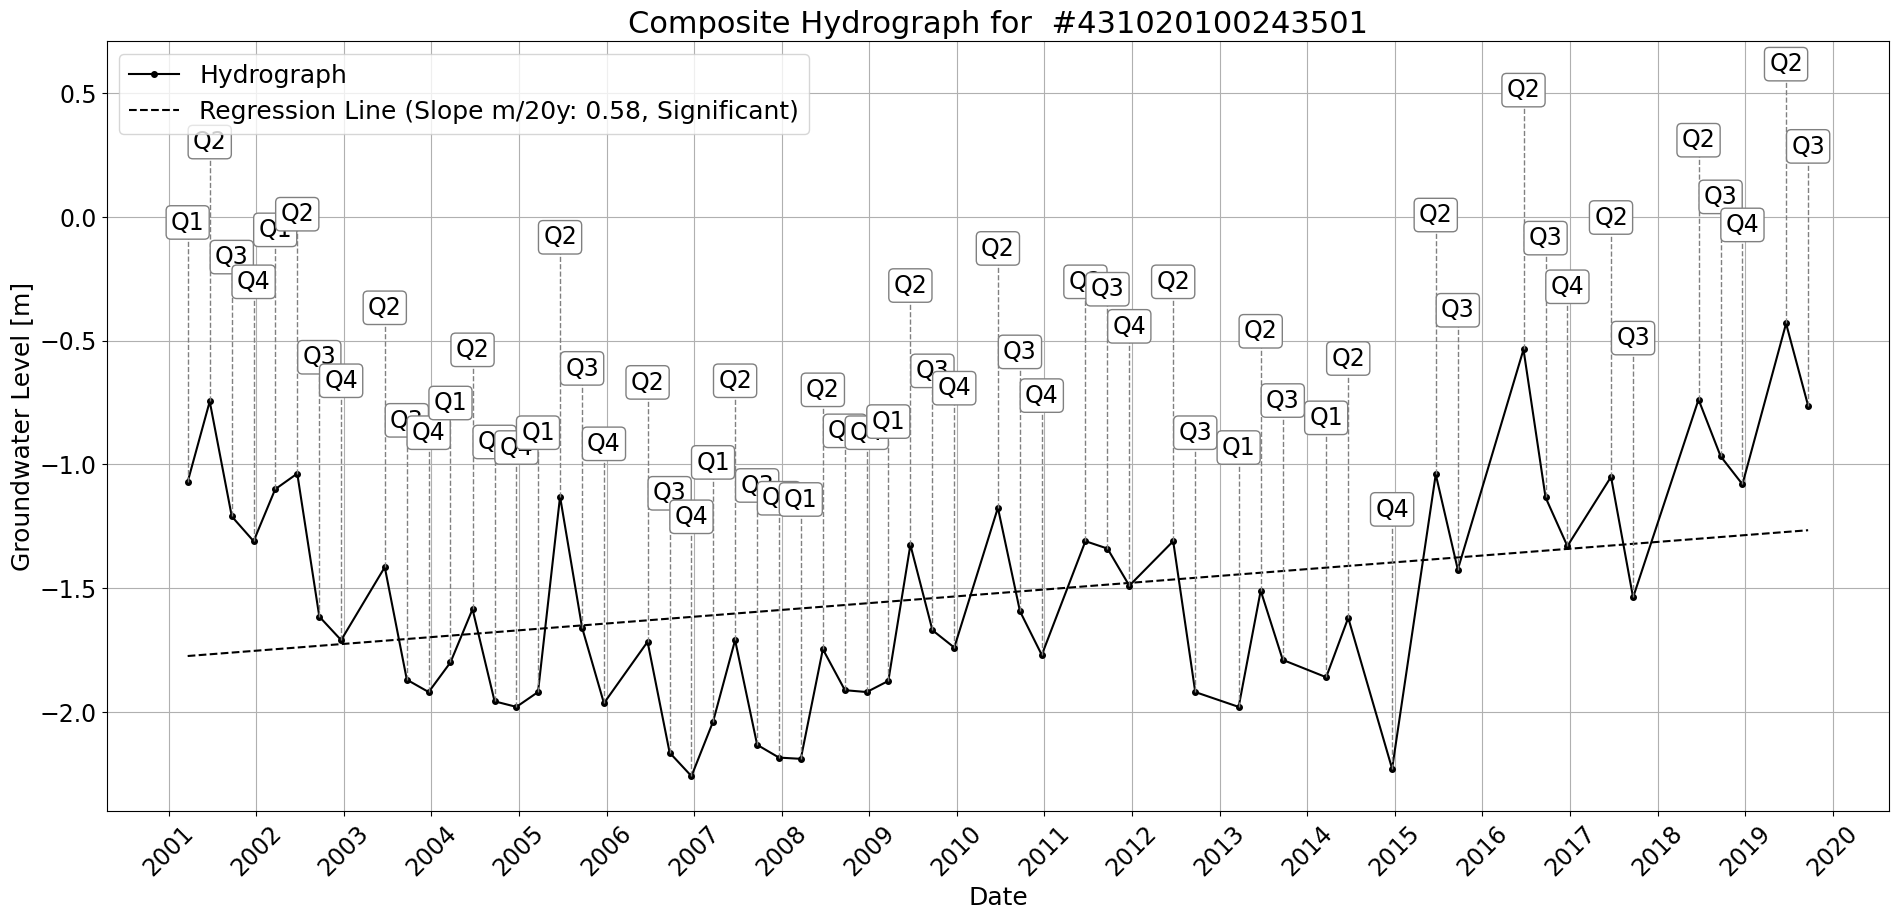 Composite Hydrograph for #431020100243501
Hydrograph
Regression Line (Slope m/20y: 0.58, Significant)
Groundwater Level [m]
0.5
0.0
−0.5
−1.0
−1.5
−2.0
Q1
Q2
Q3
Q4
Q1
Q2
Q3
Q4
Q2
Q3
Q4
Q1
Q2
Q4
Q1
Q2
Q3
Q4
Q2
Q3
Q4
Q1
Q2
Q3
Q1
Q2
Q1
Q2
Q3
Q4
Q2
Q3
Q4
Q3
Q4
Q2
Q3
Q1
Q2
Q3
Q1
Q2
Q4
Q2
Q3
Q2
Q3
Q4
Q2
Q3
Q2
Q3
Q4
Q2
Q3
2001
2002
2003
2004
2005
2006
2007
2008
2009
2010
2011
2012
2013
2014
2015
2016
2017
2018
2019
2020
Date